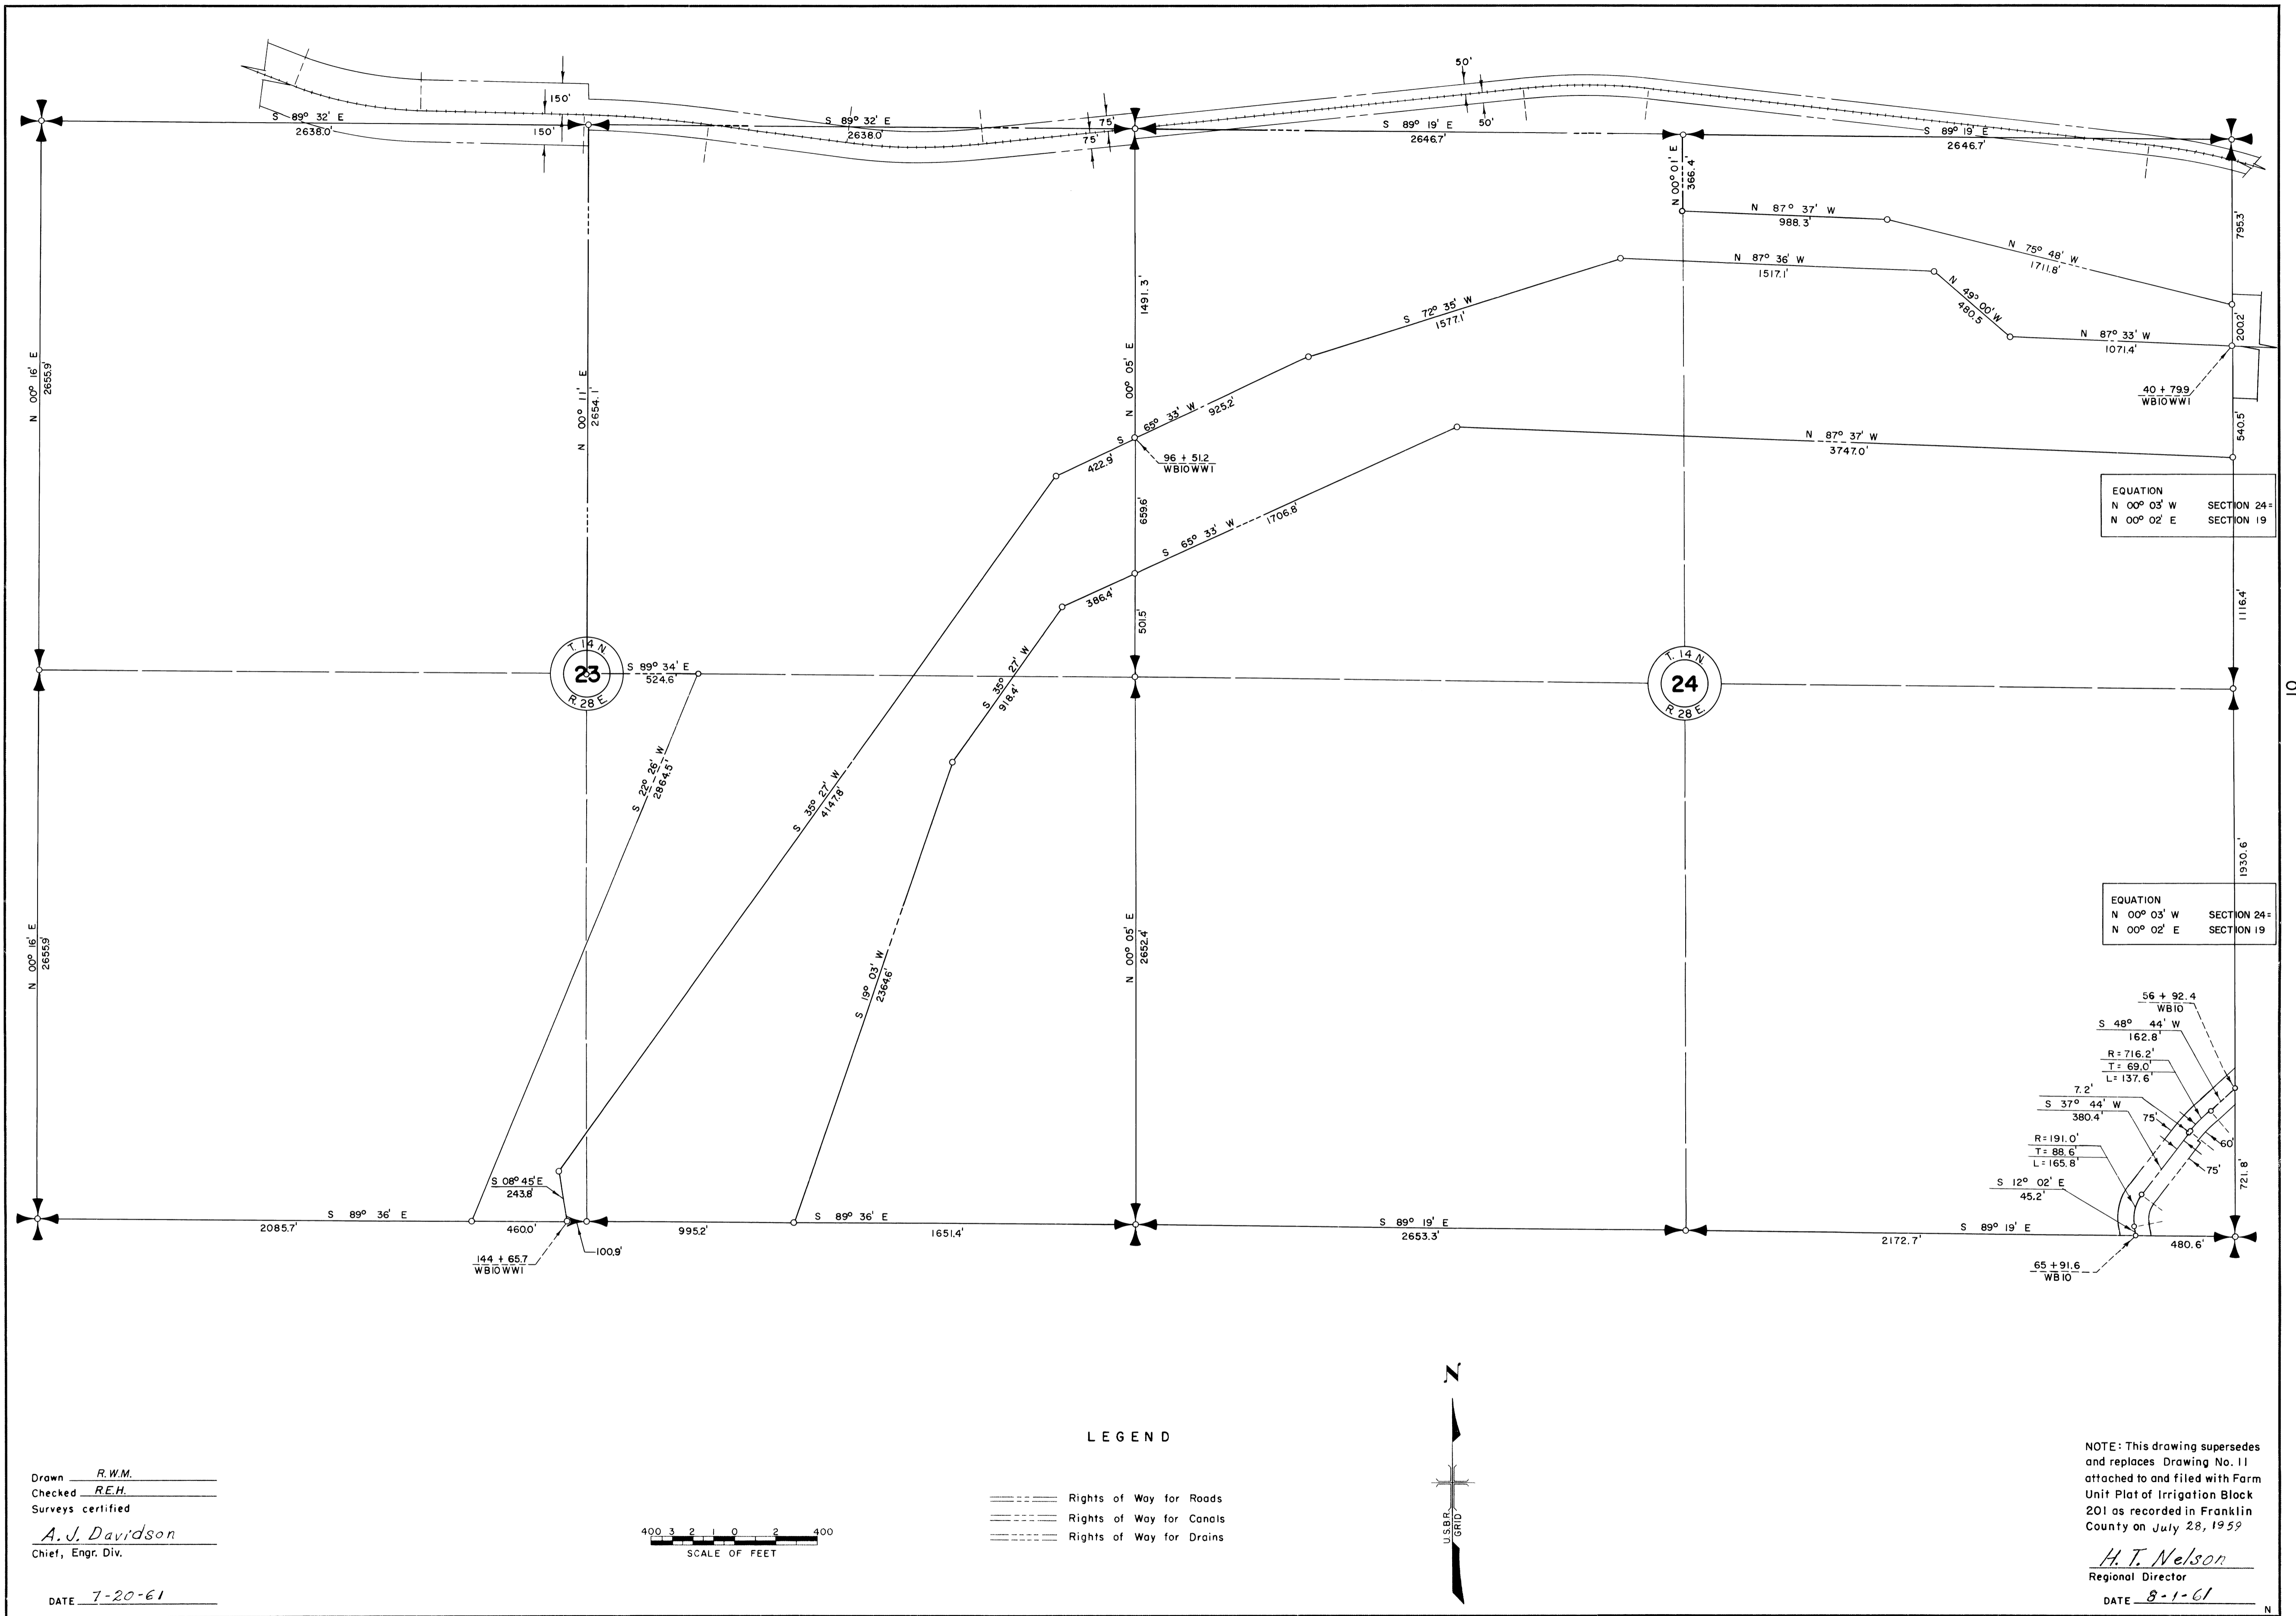 50'
150'
S 89° 32' E
2638.0'
150'
S 89° 32' E
2638.0'
75'
75'
50'
S 89° 19' E
2646.7'
S 89° 19' E
2646.7'
N 00° 01' E
366.4'
N 87° 37' W
988.3'
795.3'
N 75° 48' W
1711.8'
N 87° 36' W
1517.1'
N 49° 00' W
480.5
200.2'
N 87° 33' W
1071.4'
40 + 79.9
WB10WW1
1491.3'
N 00° 05' E
S 72° 35' W
1577.1'
N 00° 16' E
2655.9'
N 00° 11' E
2654.1'
S 65° 33' W
925.2'
422.9'
96 + 51.2
WB10WW1
540.5'
N 87° 37' W
3747.0'
EQUATION
N 00° 03' W SECTION 24=
N 00° 02' E SECTION 19
659.6'
S 65° 33' W
1706.8'
386.4'
501.5'
1116.4'
T. 14 N.
23
R. 28 E.
S 89° 34' E
524.6'
S 35° 27' W
918.4'
T. 14 N.
24
R. 28 E.
10
S 22° 26' W
2864.5'
S 35° 27' W
4147.8'
1930.6'
EQUATION
N 00° 03' W SECTION 24=
N 00° 02' E SECTION 19
N 00° 16' E
2655.9'
S 19° 03' W
2364.6'
N 00° 05' E
2652.4'
56 + 92.4
WB10
S 48° 44' W
162.8'
R = 716.2'
T = 69.0'
L = 137.6'
7.2'
S 37° 44' W
380.4'
75'
60'
R = 191.0'
T = 88.6'
L = 165.8'
75'
721.8'
S 12° 02' E
45.2'
S 08° 45' E
243.8'
S 89° 36' E
2085.7'
460.0'
100.9'
144 + 65.7
WB10WW1
995.2'
S 89° 36' E
1651.4'
S 89° 19' E
2653.3'
S 89° 19' E
2172.7'
480.6'
65 + 91.6
WB10
N
LEGEND
Rights of Way for Roads
Rights of Way for Canals
Rights of Way for Drains
U.S.B.R.
GRID
400 3 2 1 0 2 400
SCALE OF FEET
Drawn R.W.M.
Checked R.E.H.
Surveys certified
A. J. Davidson
Chief, Engr. Div.
DATE 7-20-61
NOTE: This drawing supersedes
and replaces Drawing No. 11
attached to and filed with Farm
Unit Plat of Irrigation Block
201 as recorded in Franklin
County on July 28, 1959
H. T. Nelson
Regional Director
DATE 8-1-61
N